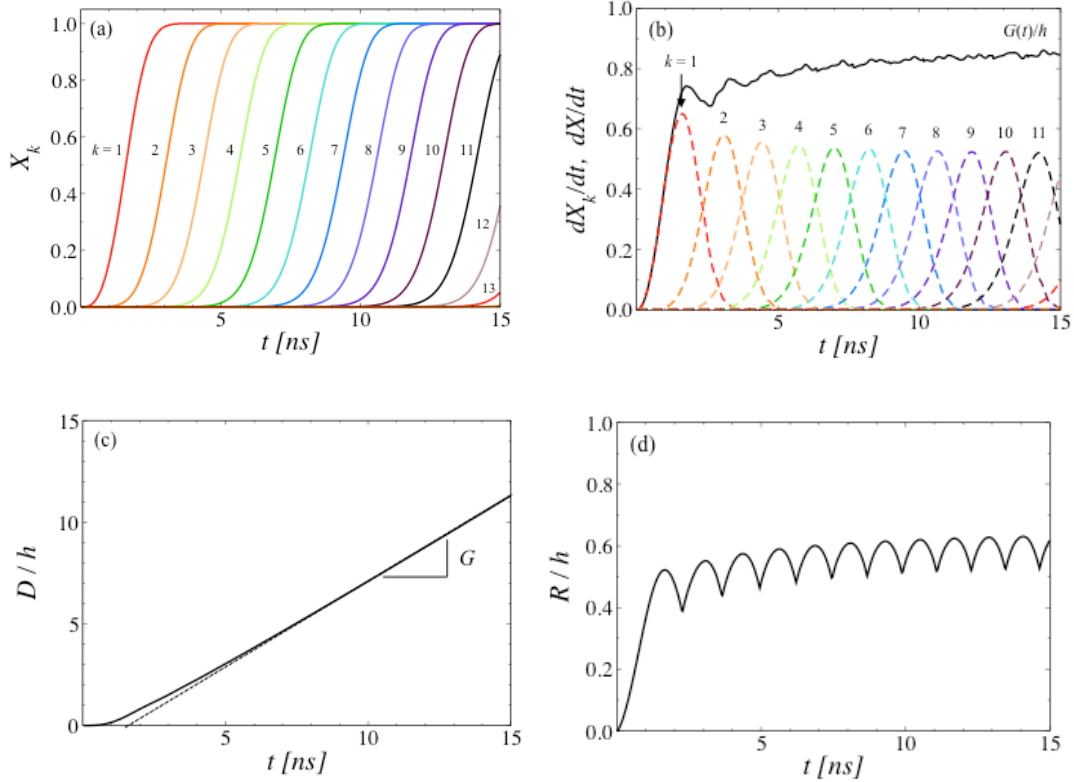 (a)
1.0
0.8
0.6
0.4
0.2
0.0
X_k
k = 1 2 3 4 5 6 7 8 9 10 11
12
13
5 10 15
t [ns]
(b)
G(t)/h
k = 1
1.0
0.8
0.6
0.4
0.2
0.0
dX_k/dt, dX/dt
2 3 4 5 6 7 8 9 10 11
5 10 15
t [ns]
(c)
15
10
5
0
D / h
G
5 10 15
t [ns]
(d)
1.0
0.8
0.6
0.4
0.2
0.0
R / h
5 10 15
t [ns]